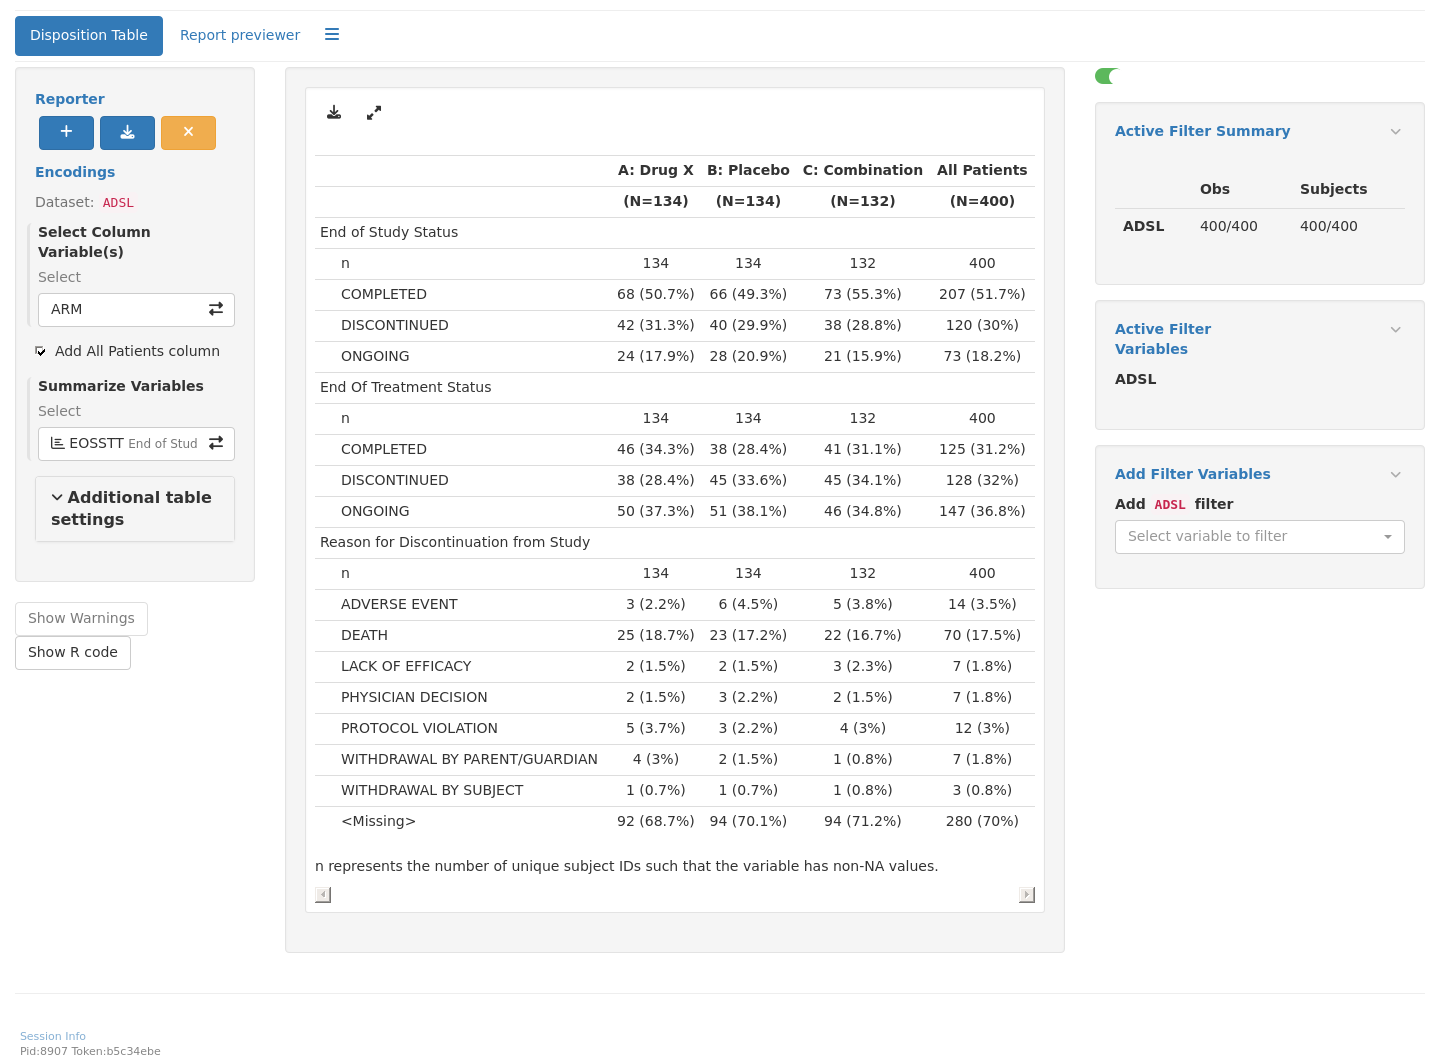 Disposition Table Report previewer
Reporter
Encodings
Dataset: ADSL
Select Column
Variable(s)
Select
ARM
Add All Patients column
Summarize Variables
Select
EOSSTT End of Stud
Additional table
settings
Show Warnings
Show R code
A: Drug X B: Placebo C: Combination All Patients
(N=134) (N=134) (N=132) (N=400)
End of Study Status
n 134 134 132 400
COMPLETED 68 (50.7%) 66 (49.3%) 73 (55.3%) 207 (51.7%)
DISCONTINUED 42 (31.3%) 40 (29.9%) 38 (28.8%) 120 (30%)
ONGOING 24 (17.9%) 28 (20.9%) 21 (15.9%) 73 (18.2%)
End Of Treatment Status
n 134 134 132 400
COMPLETED 46 (34.3%) 38 (28.4%) 41 (31.1%) 125 (31.2%)
DISCONTINUED 38 (28.4%) 45 (33.6%) 45 (34.1%) 128 (32%)
ONGOING 50 (37.3%) 51 (38.1%) 46 (34.8%) 147 (36.8%)
Reason for Discontinuation from Study
n 134 134 132 400
ADVERSE EVENT 3 (2.2%) 6 (4.5%) 5 (3.8%) 14 (3.5%)
DEATH 25 (18.7%) 23 (17.2%) 22 (16.7%) 70 (17.5%)
LACK OF EFFICACY 2 (1.5%) 2 (1.5%) 3 (2.3%) 7 (1.8%)
PHYSICIAN DECISION 2 (1.5%) 3 (2.2%) 2 (1.5%) 7 (1.8%)
PROTOCOL VIOLATION 5 (3.7%) 3 (2.2%) 4 (3%) 12 (3%)
WITHDRAWAL BY PARENT/GUARDIAN 4 (3%) 2 (1.5%) 1 (0.8%) 7 (1.8%)
WITHDRAWAL BY SUBJECT 1 (0.7%) 1 (0.7%) 1 (0.8%) 3 (0.8%)
<Missing> 92 (68.7%) 94 (70.1%) 94 (71.2%) 280 (70%)
n represents the number of unique subject IDs such that the variable has non-NA values.
Active Filter Summary
Obs Subjects
ADSL 400/400 400/400
Active Filter
Variables
ADSL
Add Filter Variables
Add ADSL filter
Select variable to filter
Session Info
Pid:8907 Token:b5c34ebe